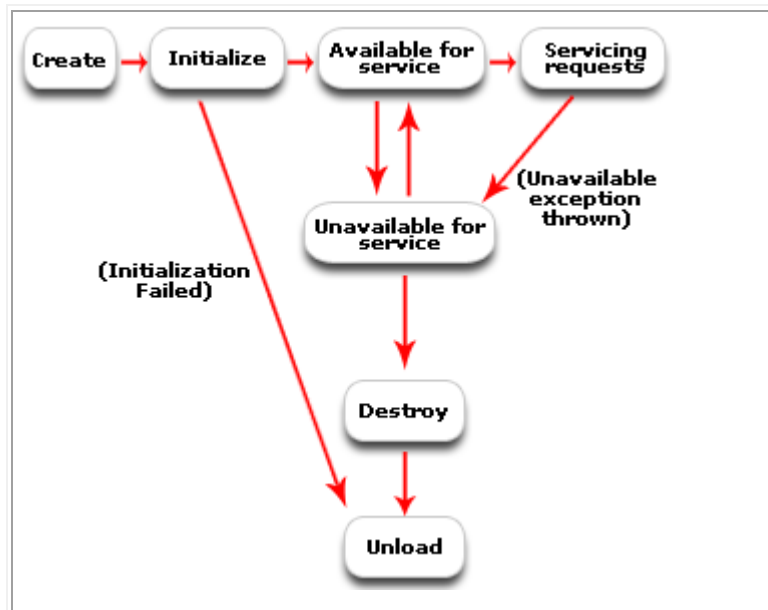 Create
Initialize
Available for
service
Servicing
requests
(Unavailable
exception
thrown)
Unavailable for
service
(Initialization
Failed)
Destroy
Unload